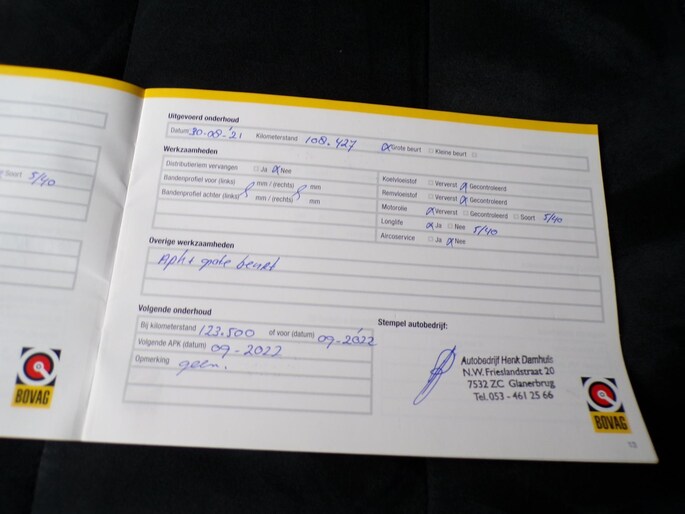 Soort 5/40
BOVAG
Uitgevoerd onderhoud
Datum 30-09-'21 Kilometerstand 108.427 Grote beurt Kleine beurt
Werkzaamheden
Distributieriem vervangen Ja Nee
Bandenprofiel voor (links) mm / (rechts) mm
Bandenprofiel achter (links) 8 mm / (rechts) 8 mm
Koelvloeistof Ververst Gecontroleerd
Remvloeistof Ververst Gecontroleerd
Motorolie Ververst Gecontroleerd Soort 5/40
Longlife Ja Nee 5/40
Aircoservice Ja Nee
Overige werkzaamheden
grote beurt
Volgende onderhoud
Bij kilometerstand 123.500 of voor (datum) 09-2022
Volgende APK (datum) 09-2022
Opmerking geen.
Stempel autobedrijf:
Autobedrijf Henk Damhuis
N.W. Frieslandstraat 20
7532 ZC Glanerbrug
Tel. 053 - 461 25 66
BOVAG